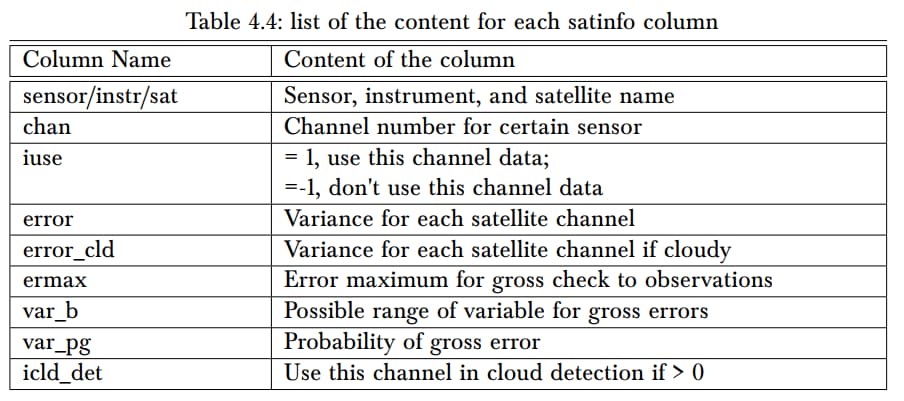 Table 4.4: list of the content for each satinfo column
Column Name Content of the column
sensor/instr/sat Sensor, instrument, and satellite name
chan Channel number for certain sensor
iuse = 1, use this channel data;
=-1, don't use this channel data
error Variance for each satellite channel
error_cld Variance for each satellite channel if cloudy
ermax Error maximum for gross check to observations
var_b Possible range of variable for gross errors
var_pg Probability of gross error
icld_det Use this channel in cloud detection if > 0